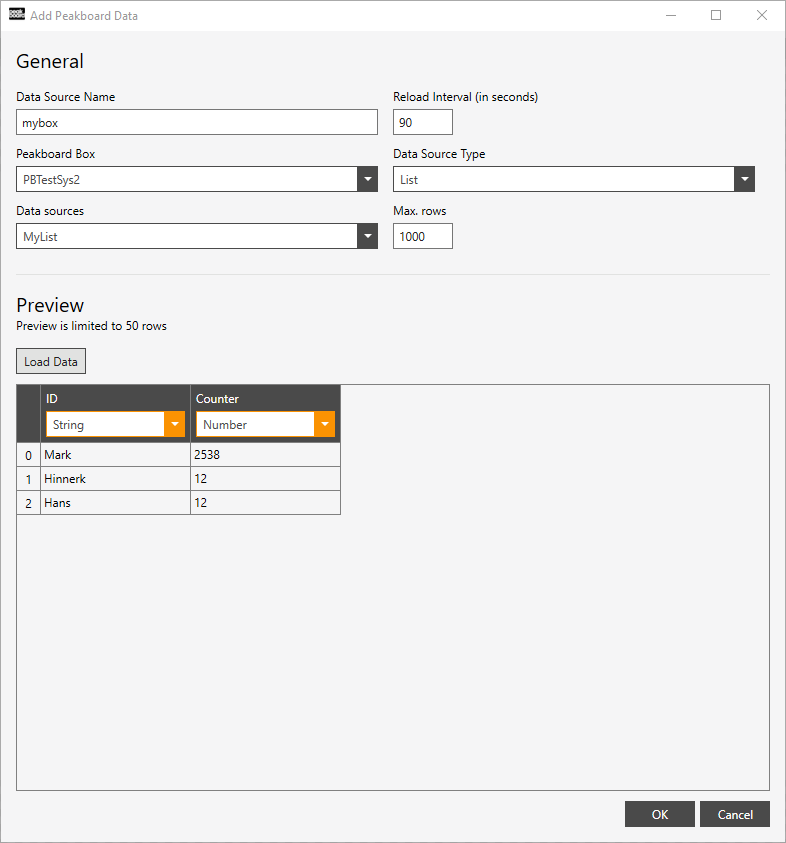 peak board Add Peakboard Data
General
Data Source Name
Reload Interval (in seconds)
mybox
90
Peakboard Box
Data Source Type
PBTestSys2
List
Data sources
Max. rows
MyList
1000
Preview
Preview is limited to 50 rows
Load Data
ID Counter
String Number
0 Mark 2538
1 Hinnerk 12
2 Hans 12
OK Cancel